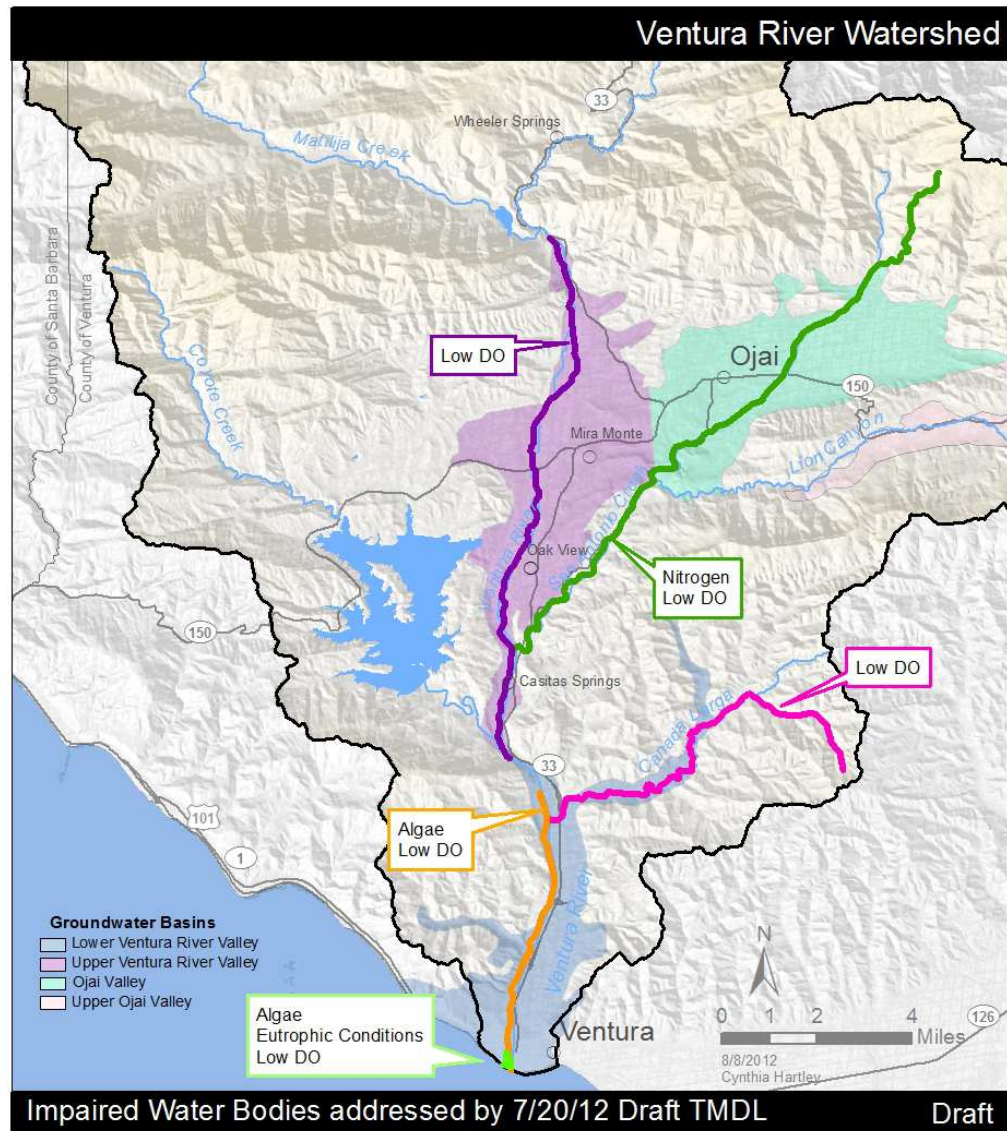 Ventura River Watershed
33
Wheeler Springs
Matilija Creek
County of Santa Barbara
County of Ventura
Low DO
Ojai
150
Coyote Creek
Mira Monte
Lion Canyon
Oak View
Nitrogen
Low DO
150
Casitas Springs
Low DO
Canada Larga
33
101
1
Algae
Low DO
Ventura River
Groundwater Basins
Lower Ventura River Valley
Upper Ventura River Valley
Ojai Valley
Upper Ojai Valley
N
Algae
Eutrophic Conditions
Low DO
Ventura
0 1 2 4
Miles
126
8/8/2012
Cynthia Hartley
Impaired Water Bodies addressed by 7/20/12 Draft TMDL
Draft